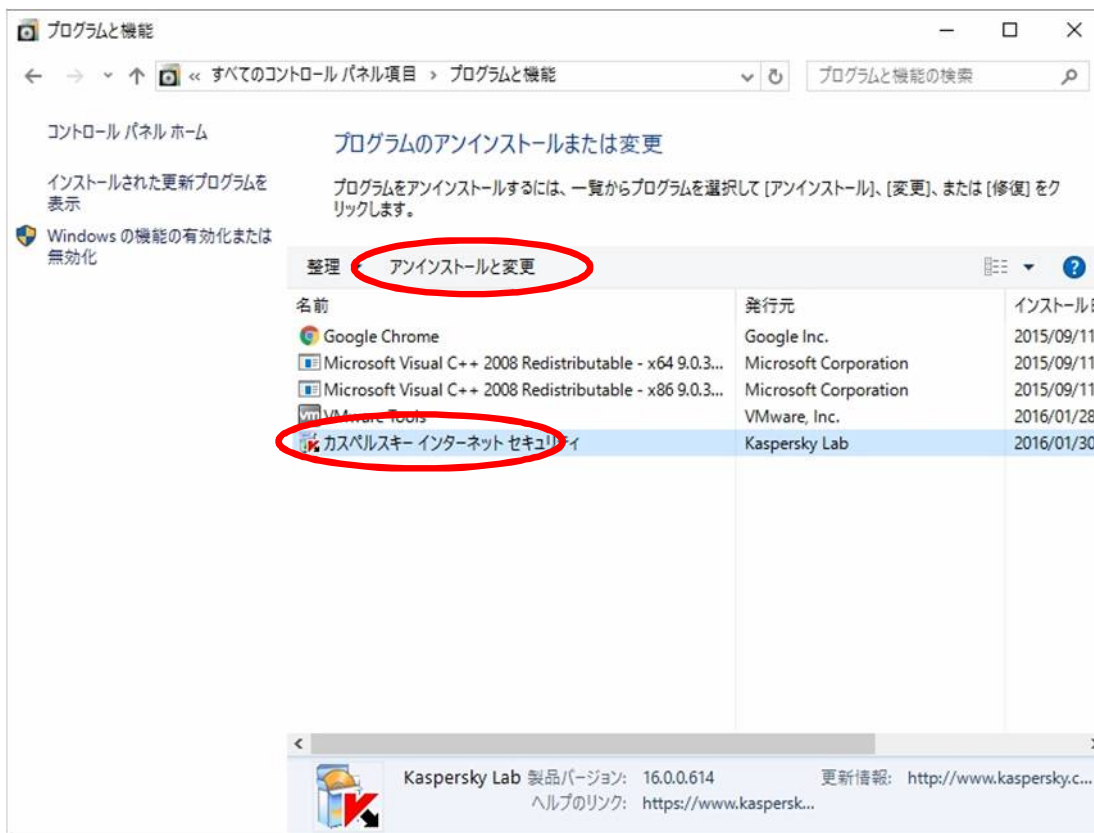 プログラムと機能
« すべてのコントロール パネル項目 › プログラムと機能
プログラムと機能の検索
コントロール パネル ホーム
インストールされた更新プログラムを
表示
Windows の機能の有効化または
無効化
プログラムのアンインストールまたは変更
プログラムをアンインストールするには、一覧からプログラムを選択して [アンインストール]、[変更]、または [修復] をク
リックします。
整理 アンインストールと変更
名前 発行元 インストール日
Google Chrome Google Inc. 2015/09/11
Microsoft Visual C++ 2008 Redistributable - x64 9.0.3... Microsoft Corporation 2015/09/11
Microsoft Visual C++ 2008 Redistributable - x86 9.0.3... Microsoft Corporation 2015/09/11
VMware Tools VMware, Inc. 2016/01/28
カスペルスキー インターネット セキュリティ Kaspersky Lab 2016/01/30
Kaspersky Lab 製品バージョン: 16.0.0.614 更新情報: http://www.kaspersky.c...
ヘルプのリンク: https://www.kaspersk...